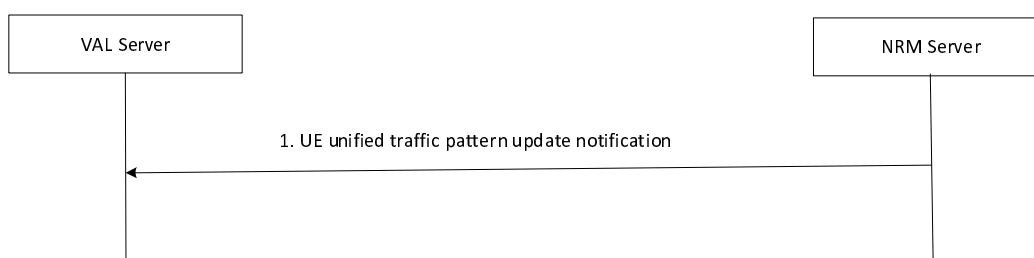 VAL Server
NRM Server
1. UE unified traffic pattern update notification